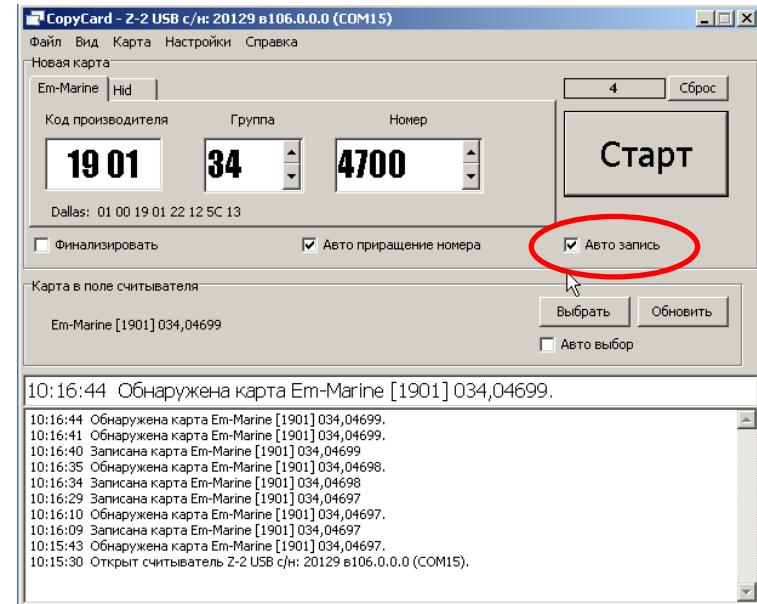 CopyCard - Z-2 USB с/н: 20129 в106.0.0.0 (COM15)
Файл Вид Карта Настройки Справка
Новая карта
Em-Marine Hid
4 Сброс
Код производителя Группа Номер
Старт
19 01 34 4700
Dallas: 01 00 19 01 22 12 5C 13
Финализировать Авто приращение номера Авто запись
Карта в поле считывателя
Выбрать Обновить
Em-Marine [1901] 034,04699
Авто выбор
10:16:44 Обнаружена карта Em-Marine [1901] 034,04699.
10:16:44 Обнаружена карта Em-Marine [1901] 034,04699.
10:16:41 Обнаружена карта Em-Marine [1901] 034,04699.
10:16:40 Записана карта Em-Marine [1901] 034,04699
10:16:35 Обнаружена карта Em-Marine [1901] 034,04698.
10:16:34 Записана карта Em-Marine [1901] 034,04698
10:16:29 Записана карта Em-Marine [1901] 034,04697
10:16:10 Обнаружена карта Em-Marine [1901] 034,04697.
10:16:09 Записана карта Em-Marine [1901] 034,04697
10:15:43 Обнаружена карта Em-Marine [1901] 034,04697.
10:15:30 Открыт считыватель Z-2 USB с/н: 20129 в106.0.0.0 (COM15).